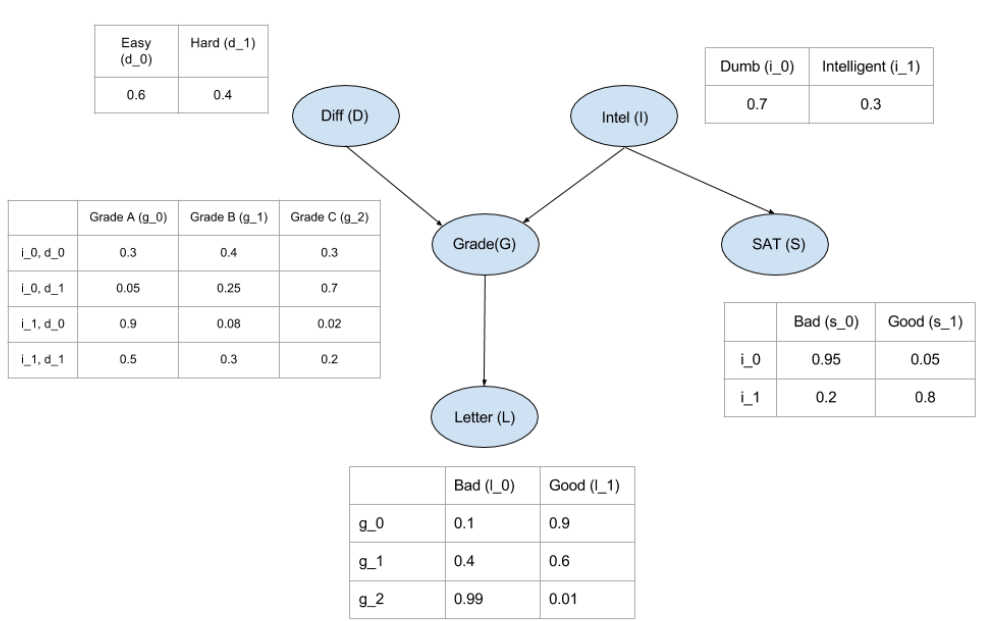 Easy (d_0) Hard (d_1)
0.6 0.4
Dumb (i_0) Intelligent (i_1)
0.7 0.3
Diff (D)
Intel (I)
Grade A (g_0) Grade B (g_1) Grade C (g_2)
i_0, d_0 0.3 0.4 0.3
i_0, d_1 0.05 0.25 0.7
i_1, d_0 0.9 0.08 0.02
i_1, d_1 0.5 0.3 0.2
Grade(G)
SAT (S)
Bad (s_0) Good (s_1)
i_0 0.95 0.05
i_1 0.2 0.8
Letter (L)
Bad (l_0) Good (l_1)
g_0 0.1 0.9
g_1 0.4 0.6
g_2 0.99 0.01